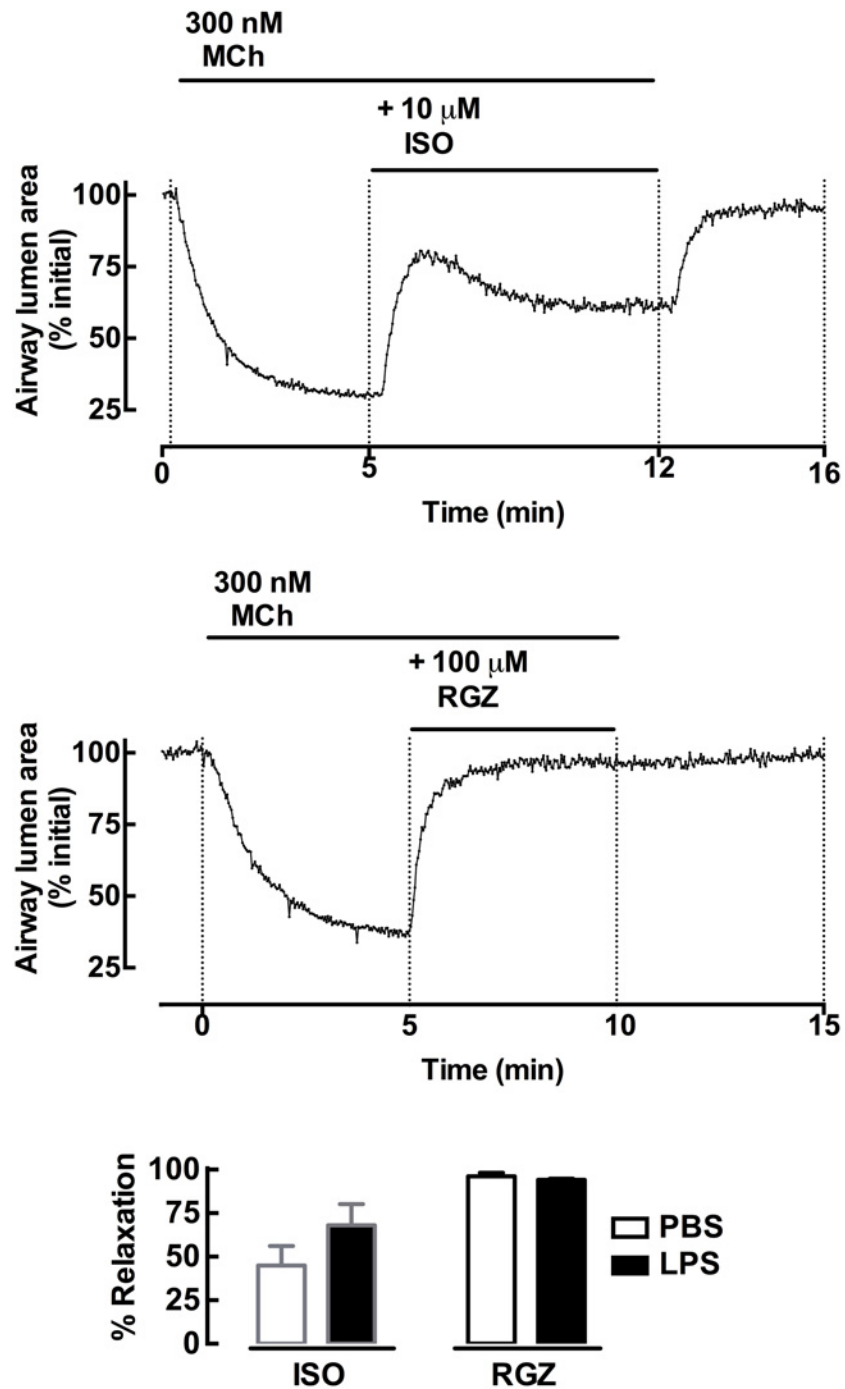 300 nM
MCh
+ 10 μM
ISO
Airway lumen area
(% initial)
100
75
50
25
0 5 12 16
Time (min)
300 nM
MCh
+ 100 μM
RGZ
Airway lumen area
(% initial)
100
75
50
25
0 5 10 15
Time (min)
% Relaxation
100
75
50
25
0
PBS
LPS
ISO RGZ